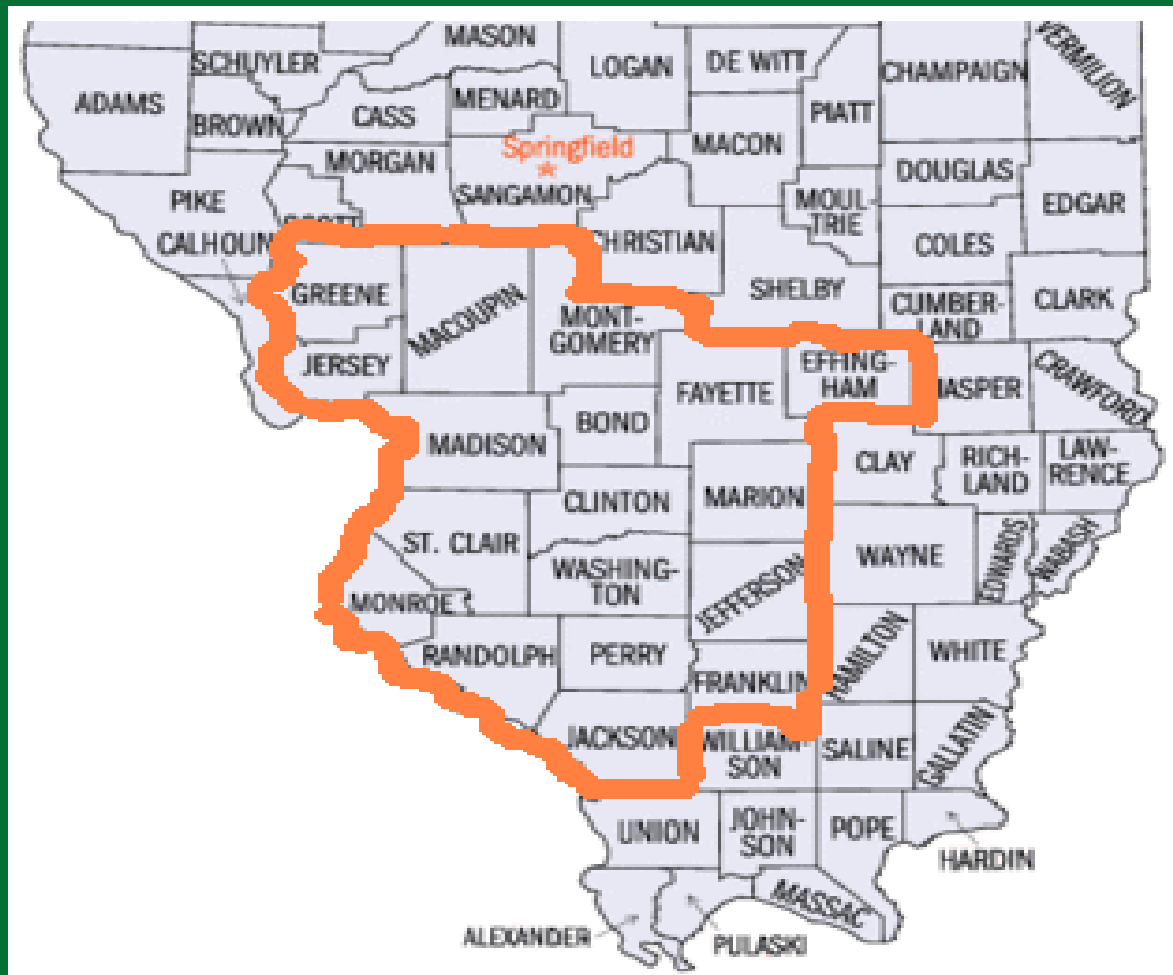 MASON
SCHUYLER
LOGAN
DE WITT
VERMILION
CHAMPAIGN
ADAMS
MENARD
PIATT
CASS
BROWN
Springfield
MACON
MORGAN
DOUGLAS
SANGAMON
PIKE
MOUL-
TRIE
EDGAR
SCOTT
CALHOUN
CHRISTIAN
COLES
SHELBY
GREENE
MACOUPIN
CUMBER-
LAND
CLARK
MONT-
GOMERY
JERSEY
EFFING-
HAM
JASPER
CRAWFORD
FAYETTE
BOND
MADISON
CLAY
RICH-
LAND
LAW-
RENCE
CLINTON
MARION
ST. CLAIR
WAYNE
EDWARDS
WABASH
WASHING-
TON
JEFFERSON
MONROE
RANDOLPH
PERRY
HAMILTON
WHITE
FRANKLIN
JACKSON
WILLIAM-
SON
SALINE
GALLATIN
UNION
JOHN-
SON
POPE
HARDIN
MASSAC
ALEXANDER
PULASKI